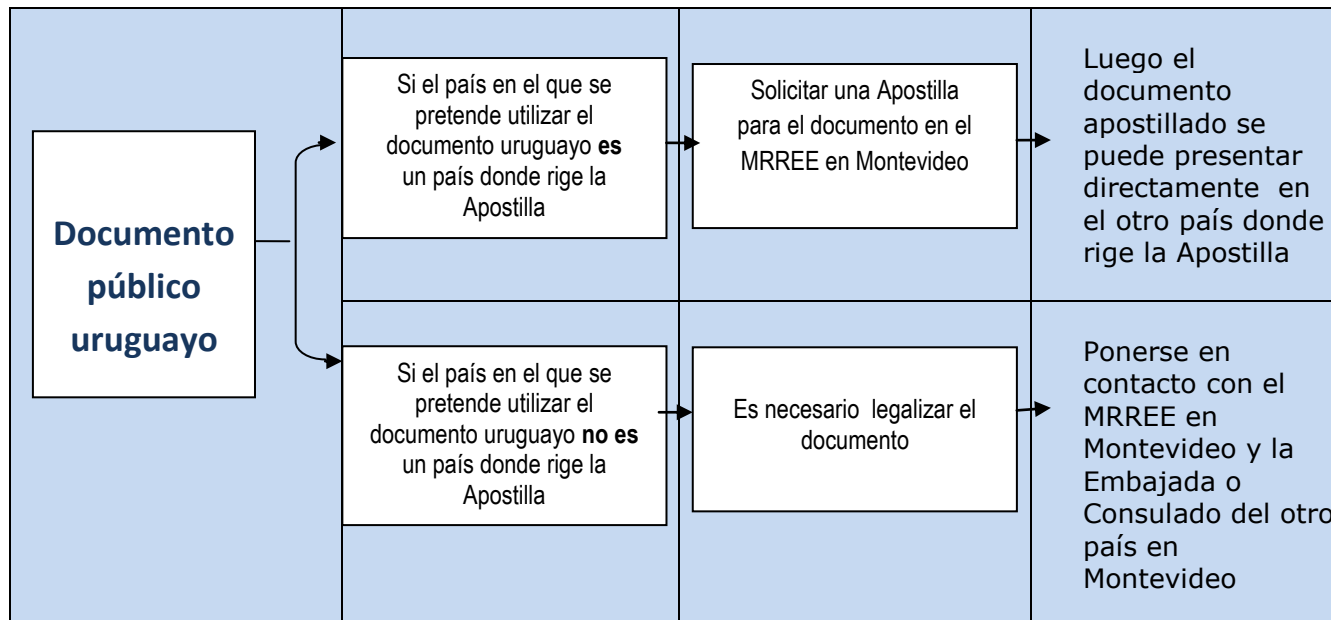 Documento
público
uruguayo
Si el país en el que se
pretende utilizar el
documento uruguayo es
un país donde rige la
Apostilla
Solicitar una Apostilla
para el documento en el
MRREE en Montevideo
Luego el
documento
apostillado se
puede presentar
directamente en
el otro país donde
rige la Apostilla
Si el país en el que se
pretende utilizar el
documento uruguayo no es
un país donde rige la
Apostilla
Es necesario legalizar el
documento
Ponerse en
contacto con el
MRREE en
Montevideo y la
Embajada o
Consulado del otro
país en
Montevideo